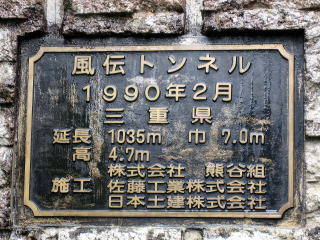 風伝トンネル
1990年2月
三重県
延長 1035m 巾 7.0m
高 4.7m
株式会社 熊谷組
施工 佐藤工業株式会社
日本土建株式会社